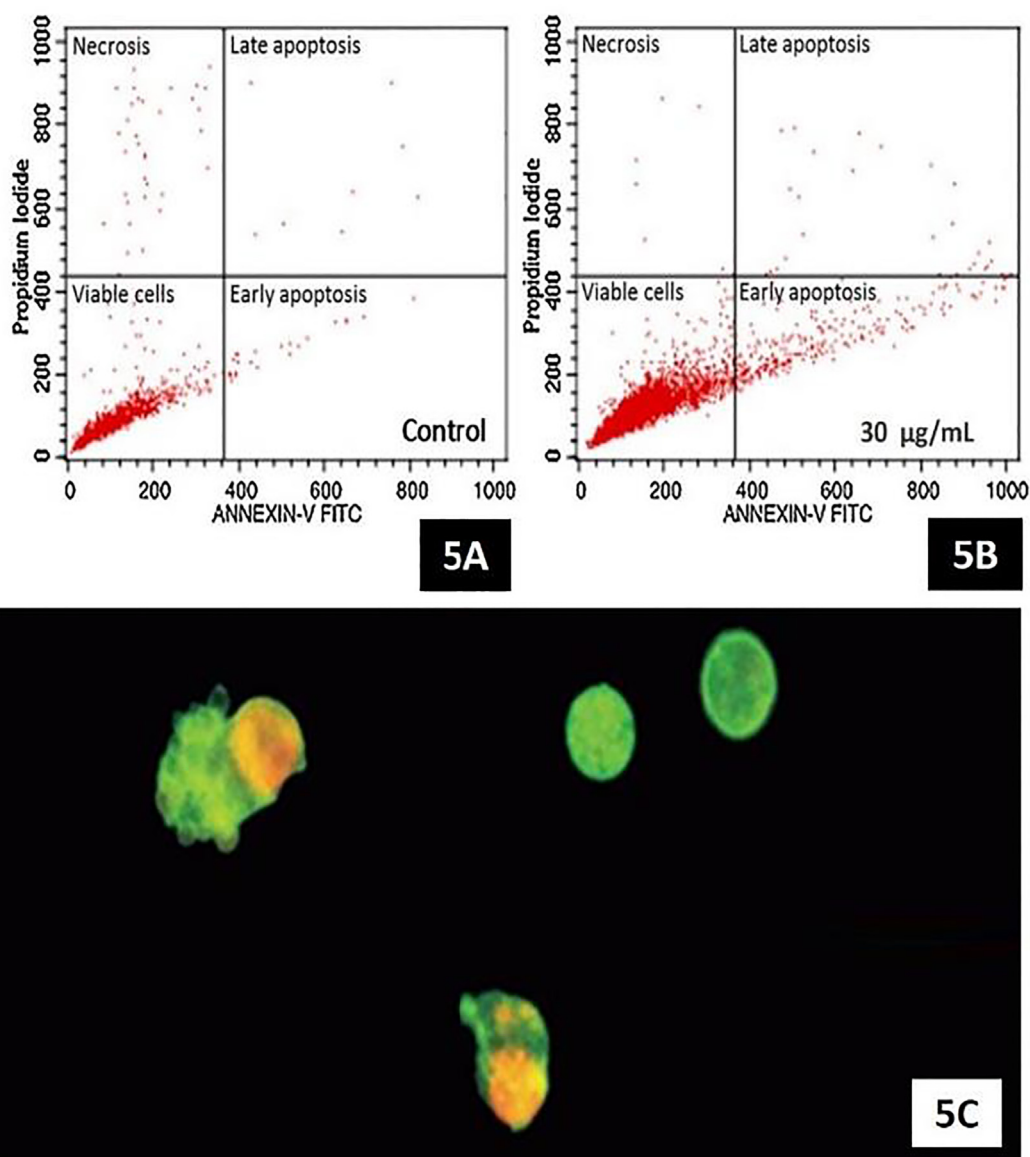 Necrosis
Late apoptosis
Viable cells
Early apoptosis
Control
Propidium Iodide
0
200
400
600
800
1000
0
200
400
600
800
1000
ANNEXIN-V FITC
5A
Necrosis
Late apoptosis
Viable cells
Early apoptosis
30 µg/mL
Propidium Iodide
0
200
400
600
800
1000
0
200
400
600
800
1000
ANNEXIN-V FITC
5B
5C